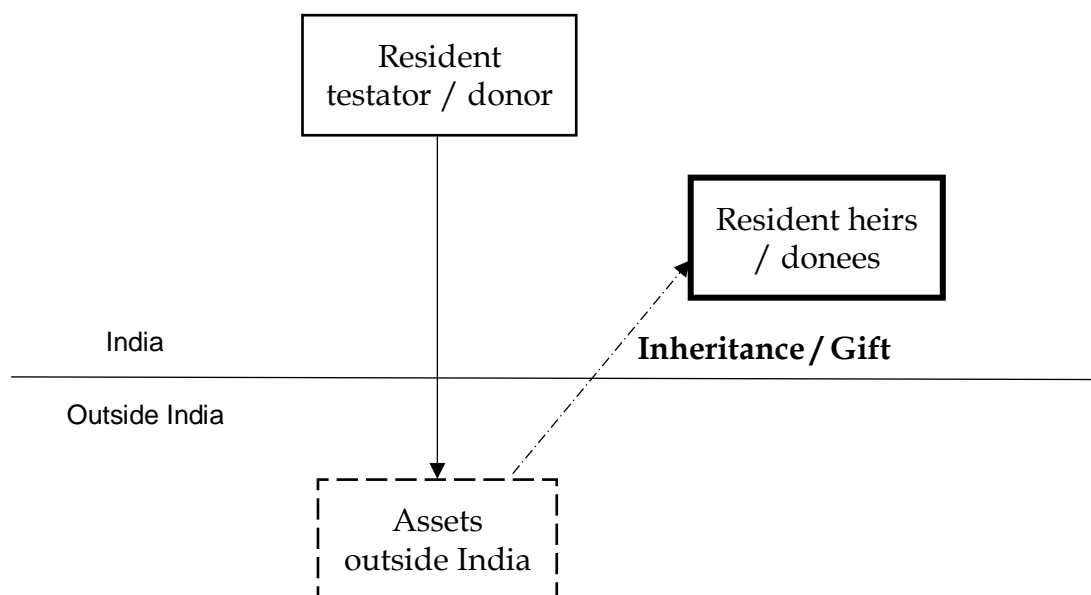 Resident
testator / donor
Resident heirs
/ donees
India
Inheritance / Gift
Outside India
Assets
outside India